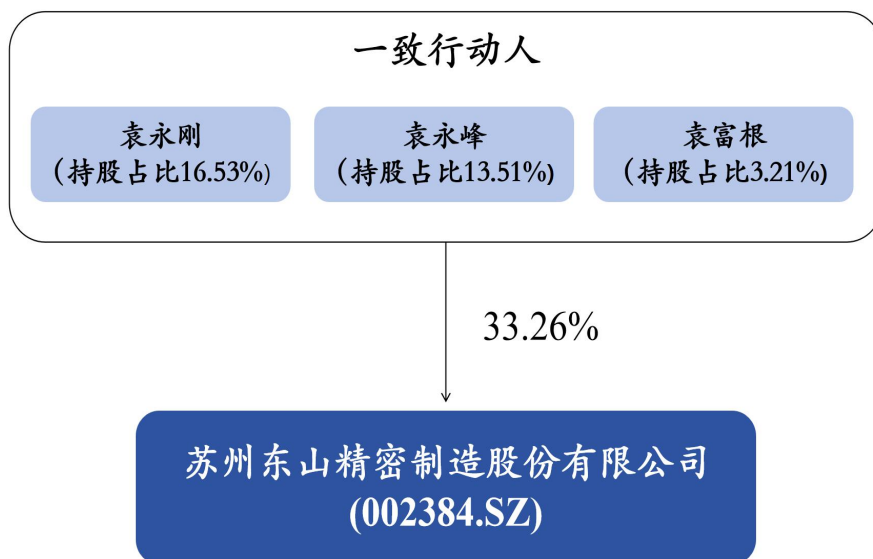 一致行动人
袁永刚
（持股占比16.53%）
袁永峰
（持股占比13.51%）
袁富根
（持股占比3.21%）
33.26%
苏州东山精密制造股份有限公司
(002384.SZ)